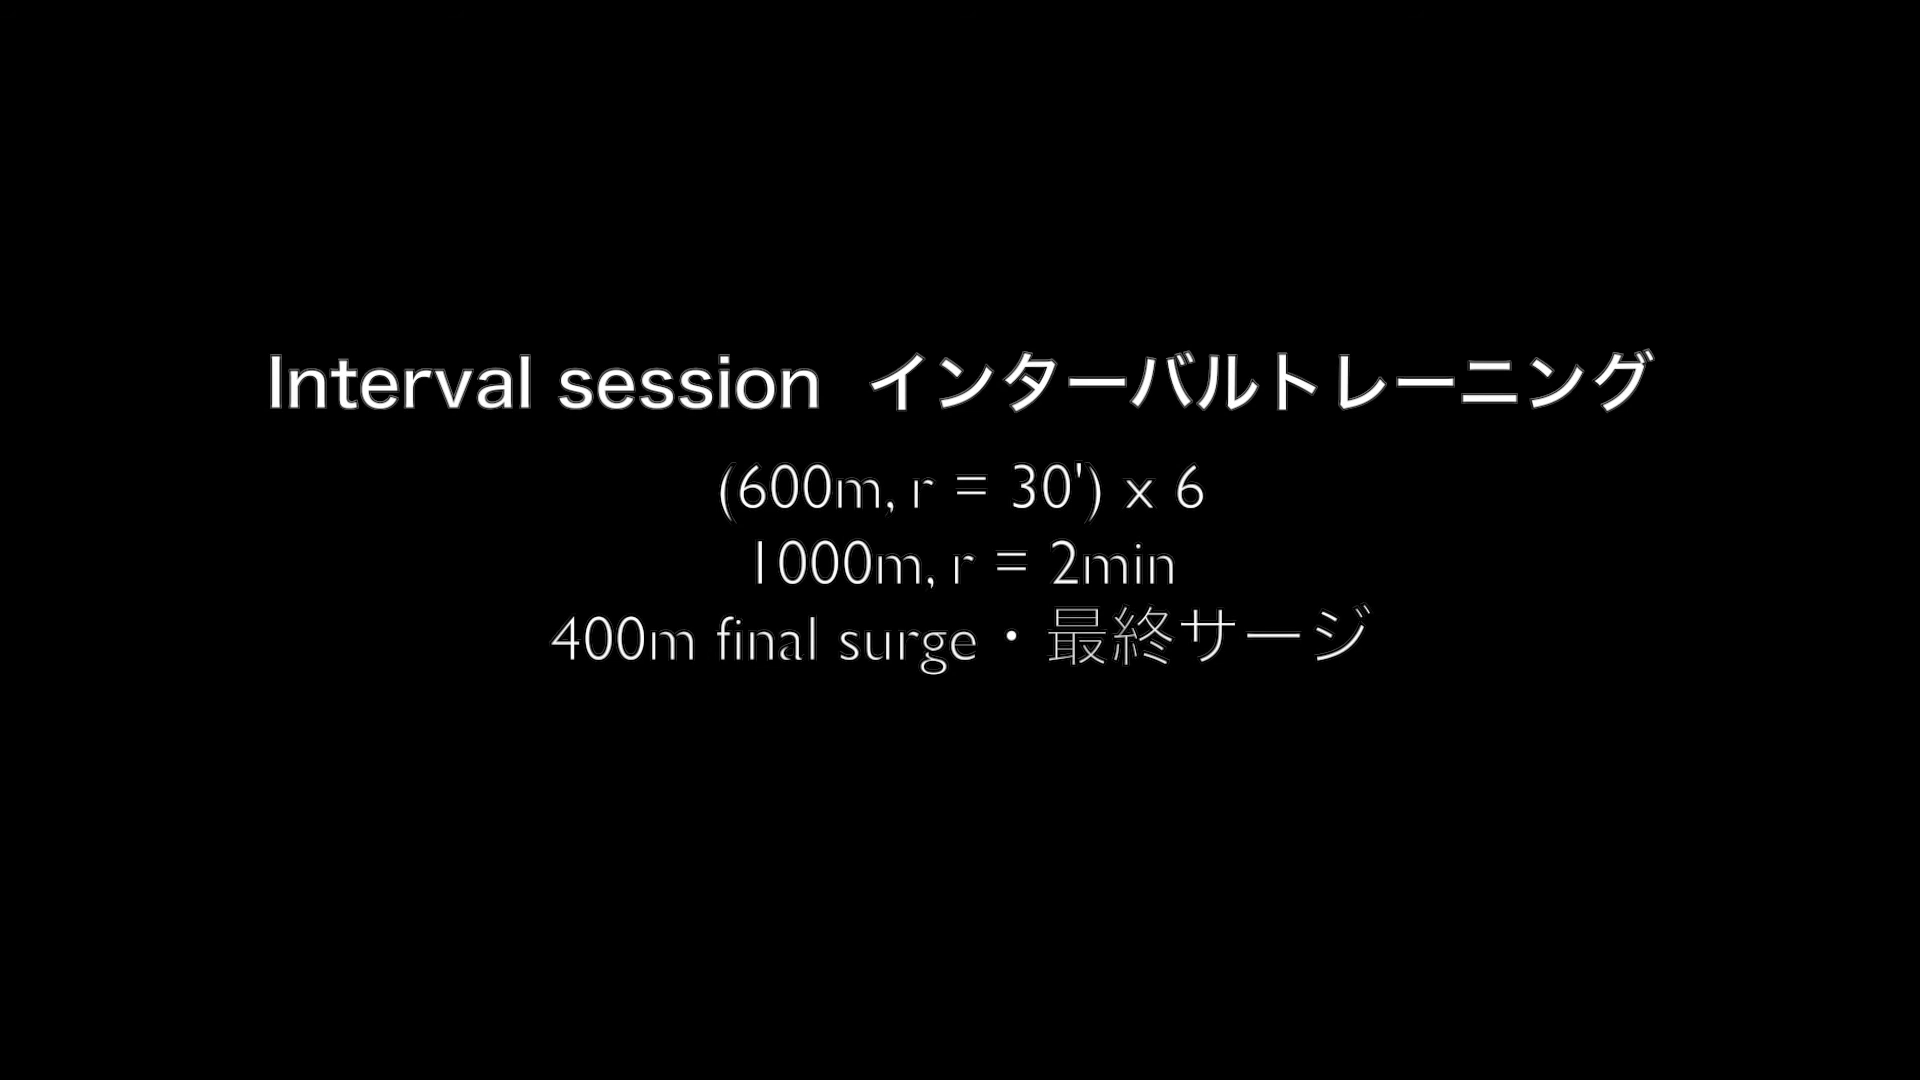 Interval session インターバルトレーニング
(600m, r = 30') x 6
1000m, r = 2min
400m final surge・最終サージ